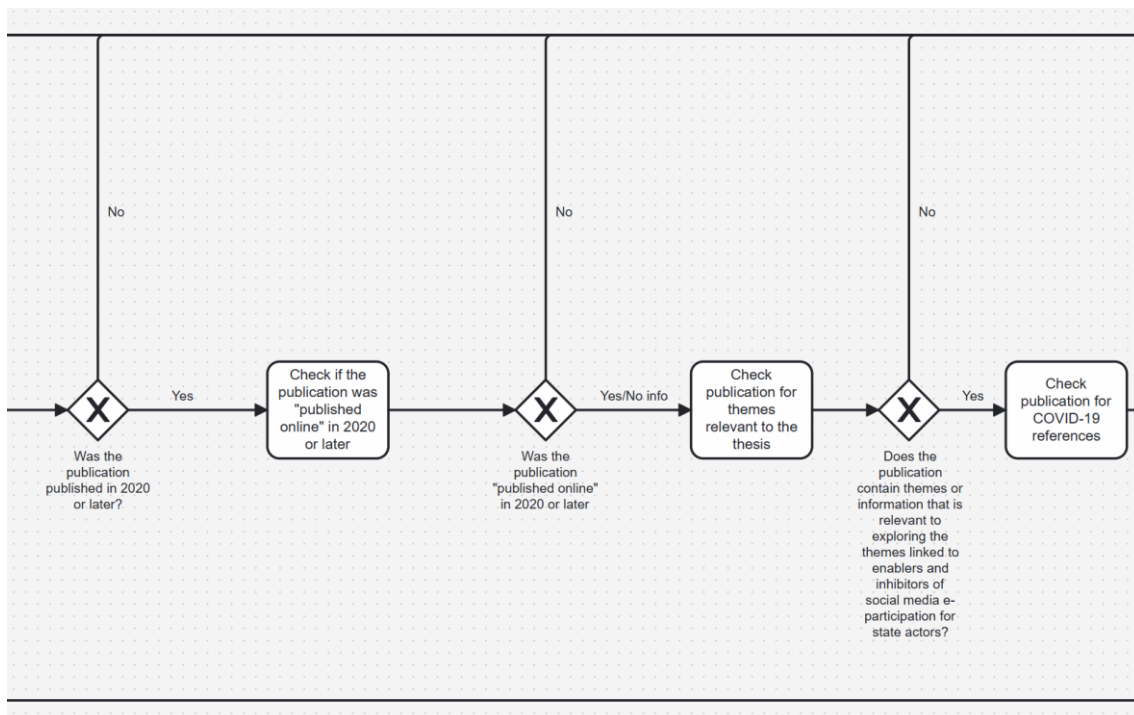 No
No
No
Yes
Check if the
publication was
"published
online" in 2020
or later
Yes/No info
Check
publication for
themes
relevant to the
thesis
Yes
Check
publication for
COVID-19
references
X
Was the
publication
published in 2020
or later?
X
Was the
publication
"published online"
in 2020 or later
X
Does the
publication
contain themes or
information that is
relevant to
exploring the
themes linked to
enablers and
inhibitors of
social media e-
participation for
state actors?